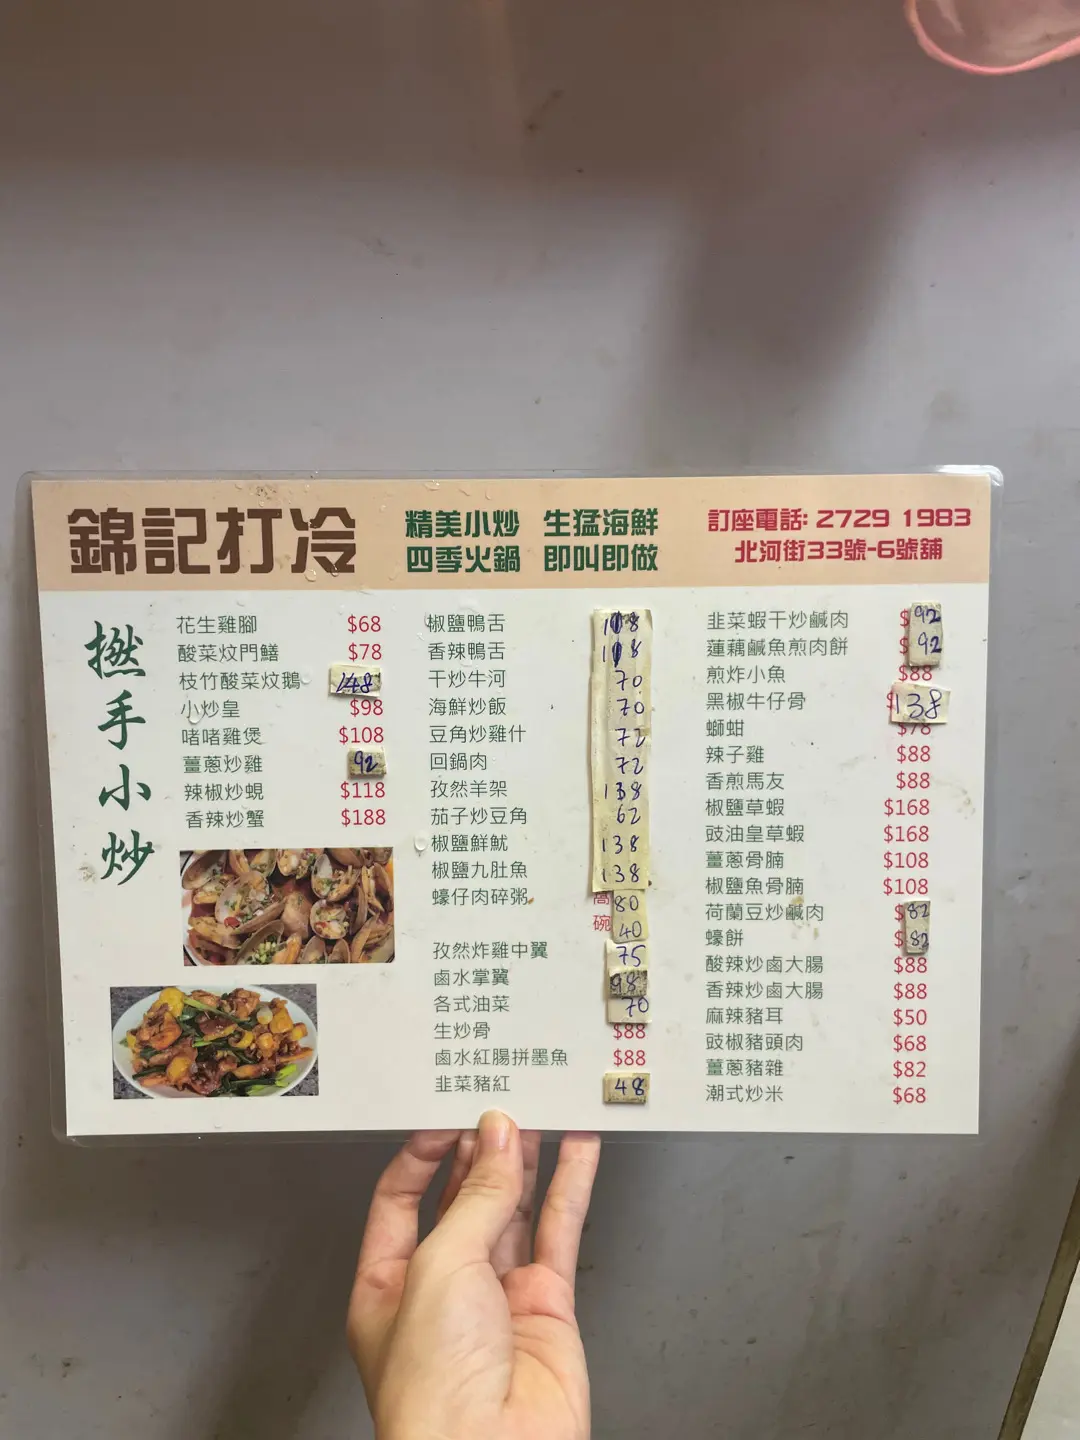 錦記打冷
精美小炒 生猛海鮮
四季火鍋 即叫即做
訂座電話: 2729 1983
北河街33號-6號舖
撚手小炒
花生雞腳 $68
酸菜炆門鱔 $78
枝竹酸菜炆鵝 148
小炒皇 $98
啫啫雞煲 $108
薑蔥炒雞 92
辣椒炒蜆 $118
香辣炒蟹 $188
椒鹽鴨舌 108
香辣鴨舌 108
干炒牛河 70
海鮮炒飯 70
豆角炒雞什 72
回鍋肉 72
孜然羊架 138
茄子炒豆角 62
椒鹽鮮魷 138
椒鹽九肚魚 138
蠔仔肉碎粥 80
碗 40
孜然炸雞中翼 75
鹵水掌翼 98
各式油菜 70
生炒骨 $88
鹵水紅腸拼墨魚 $88
韭菜豬紅 48
韭菜蝦干炒鹹肉 $92
蓮藕鹹魚煎肉餅 92
煎炸小魚 $88
黑椒牛仔骨 138
螄蚶 $78
辣子雞 $88
香煎馬友 $88
椒鹽草蝦 $168
豉油皇草蝦 $168
薑蔥骨腩 $108
椒鹽魚骨腩 $108
荷蘭豆炒鹹肉 $82
蠔餅 $82
酸辣炒鹵大腸 $88
香辣炒鹵大腸 $88
麻辣豬耳 $50
豉椒豬頭肉 $68
薑蔥豬雜 $82
潮式炒米 $68